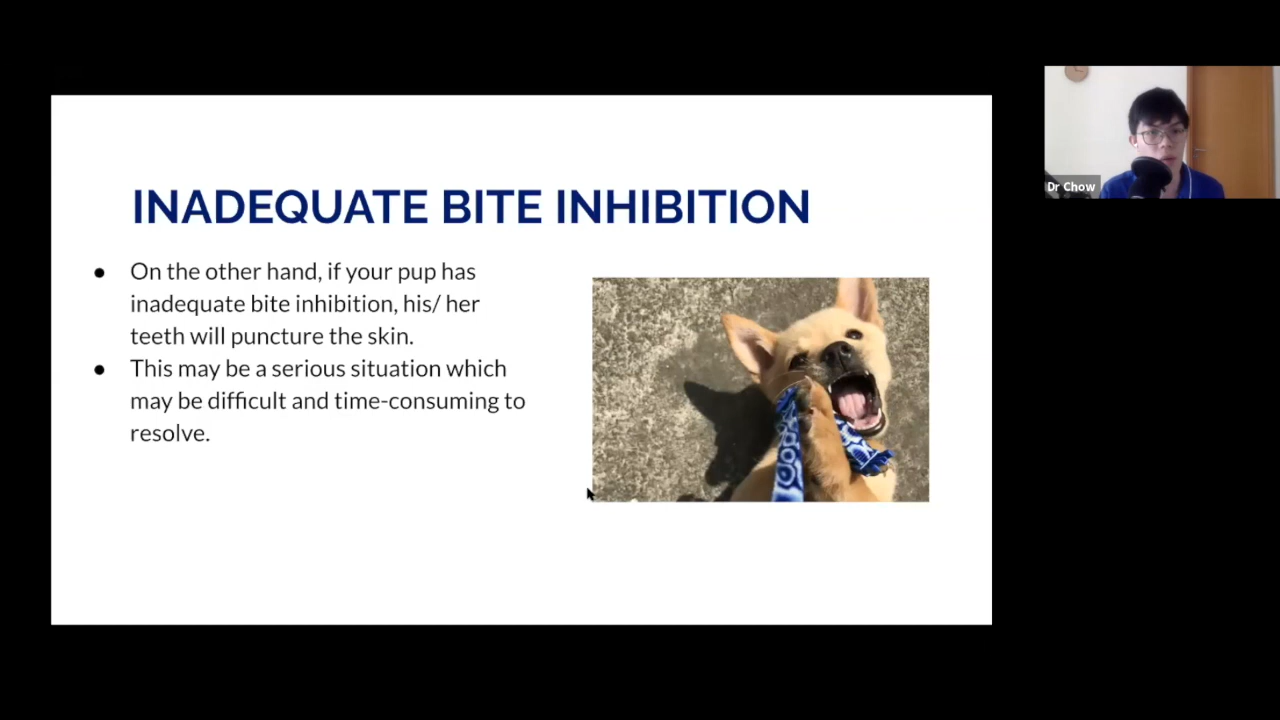 INADEQUATE BITE INHIBITION
● On the other hand, if your pup has
inadequate bite inhibition, his/ her
teeth will puncture the skin.
● This may be a serious situation which
may be difficult and time-consuming to
resolve.
Dr Chow